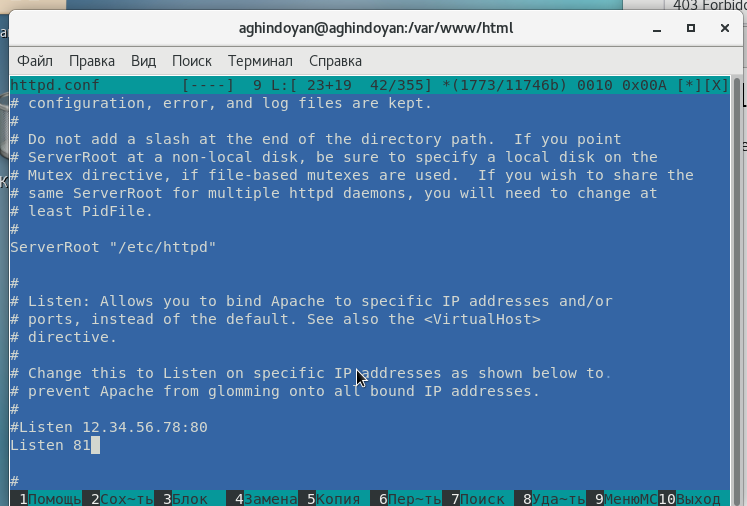 403 Forbidd
aghindoyan@aghindoyan:/var/www/html
Файл Правка Вид Поиск Терминал Справка
httpd.conf [----] 9 L:[ 23+19 42/355] *(1773/11746b) 0010 0x00A [*][X]
# configuration, error, and log files are kept.
#
# Do not add a slash at the end of the directory path. If you point
# ServerRoot at a non-local disk, be sure to specify a local disk on the
# Mutex directive, if file-based mutexes are used. If you wish to share the
# same ServerRoot for multiple httpd daemons, you will need to change at
# least PidFile.
#
ServerRoot "/etc/httpd"
#
# Listen: Allows you to bind Apache to specific IP addresses and/or
# ports, instead of the default. See also the <VirtualHost>
# directive.
#
# Change this to Listen on specific IP addresses as shown below to
# prevent Apache from glomming onto all bound IP addresses.
#
#Listen 12.34.56.78:80
Listen 81
#
1Помощь 2Сох~ть 3Блок 4Замена 5Копия 6Пер~ть 7Поиск 8Уда~ть 9МенюMC 10Выход